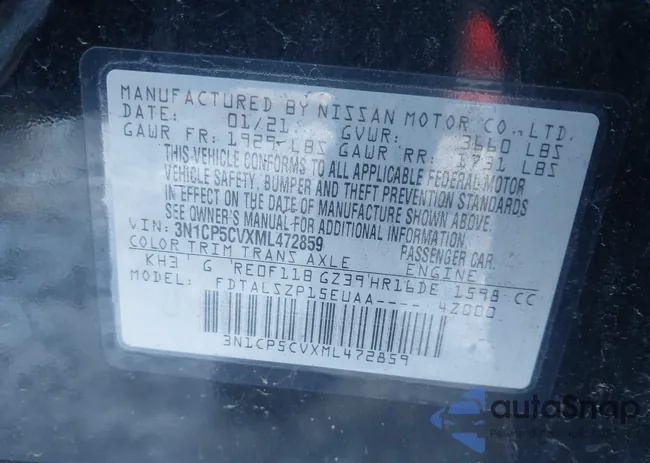 MANUFACTURED BY NISSAN MOTOR CO., LTD.
DATE: 01/21 GVWR: 3660 LBS
GAWR FR: 1929 LBS GAWR RR: 1731 LBS
THIS VEHICLE CONFORMS TO ALL APPLICABLE FEDERAL MOTOR
VEHICLE SAFETY, BUMPER AND THEFT PREVENTION STANDARDS
IN EFFECT ON THE DATE OF MANUFACTURE SHOWN ABOVE.
SEE OWNER'S MANUAL FOR ADDITIONAL INFORMATION.
VIN: 3N1CP5CVXML472859 PASSENGER CAR.
COLOR TRIM TRANS AXLE ENGINE
KH3 G RE0F11B GZ39 HR16DE 1598 CC
MODEL: FDTALSZP15EUAA---- 42000
3N1CP5CVXML472859
autoSnap